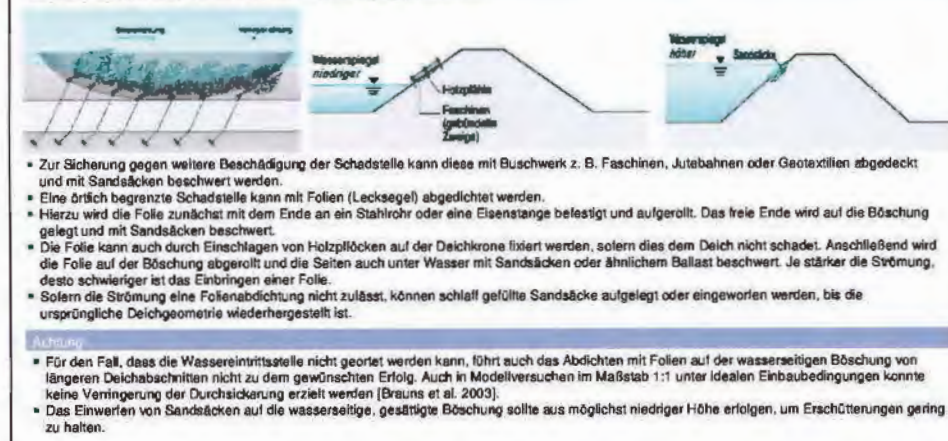 Wasserspiegel
niedriger
Holzpfähle
Faschinen
(gebündelte
Zweige)
Wasserspiegel
höher
Sandsäcke
▪ Zur Sicherung gegen weitere Beschädigung der Schadstelle kann diese mit Buschwerk z. B. Faschinen, Jutebahnen oder Geotextilien abgedeckt
und mit Sandsäcken beschwert werden.
▪ Eine örtlich begrenzte Schadstelle kann mit Folien (Lecksegel) abgedichtet werden.
▪ Hierzu wird die Folie zunächst mit dem Ende an ein Stahlrohr oder eine Eisenstange befestigt und aufgerollt. Das freie Ende wird auf die Böschung
gelegt und mit Sandsäcken beschwert.
▪ Die Folie kann auch durch Einschlagen von Holzpflöcken auf der Deichkrone fixiert werden, sofern dies dem Deich nicht schadet. Anschließend wird
die Folie auf der Böschung abgerollt und die Seiten auch unter Wasser mit Sandsäcken oder ähnlichem Ballast beschwert. Je stärker die Strömung,
desto schwieriger ist das Einbringen einer Folie.
▪ Sofern die Strömung eine Folienabdichtung nicht zulässt, können schlaff gefüllte Sandsäcke aufgelegt oder eingeworfen werden, bis die
ursprüngliche Deichgeometrie wiederhergestellt ist.
Achtung
▪ Für den Fall, dass die Wassereintrittsstelle nicht geortet werden kann, führt auch das Abdichten mit Folien auf der wasserseitigen Böschung von
längeren Deichabschnitten nicht zu dem gewünschten Erfolg. Auch in Modellversuchen im Maßstab 1:1 unter idealen Einbaubedingungen konnte
keine Verringerung der Durchsickerung erzielt werden [Brauns et al. 2003].
▪ Das Einwerfen von Sandsäcken auf die wasserseitige, gesättigte Böschung sollte aus möglichst niedriger Höhe erfolgen, um Erschütterungen gering
zu halten.